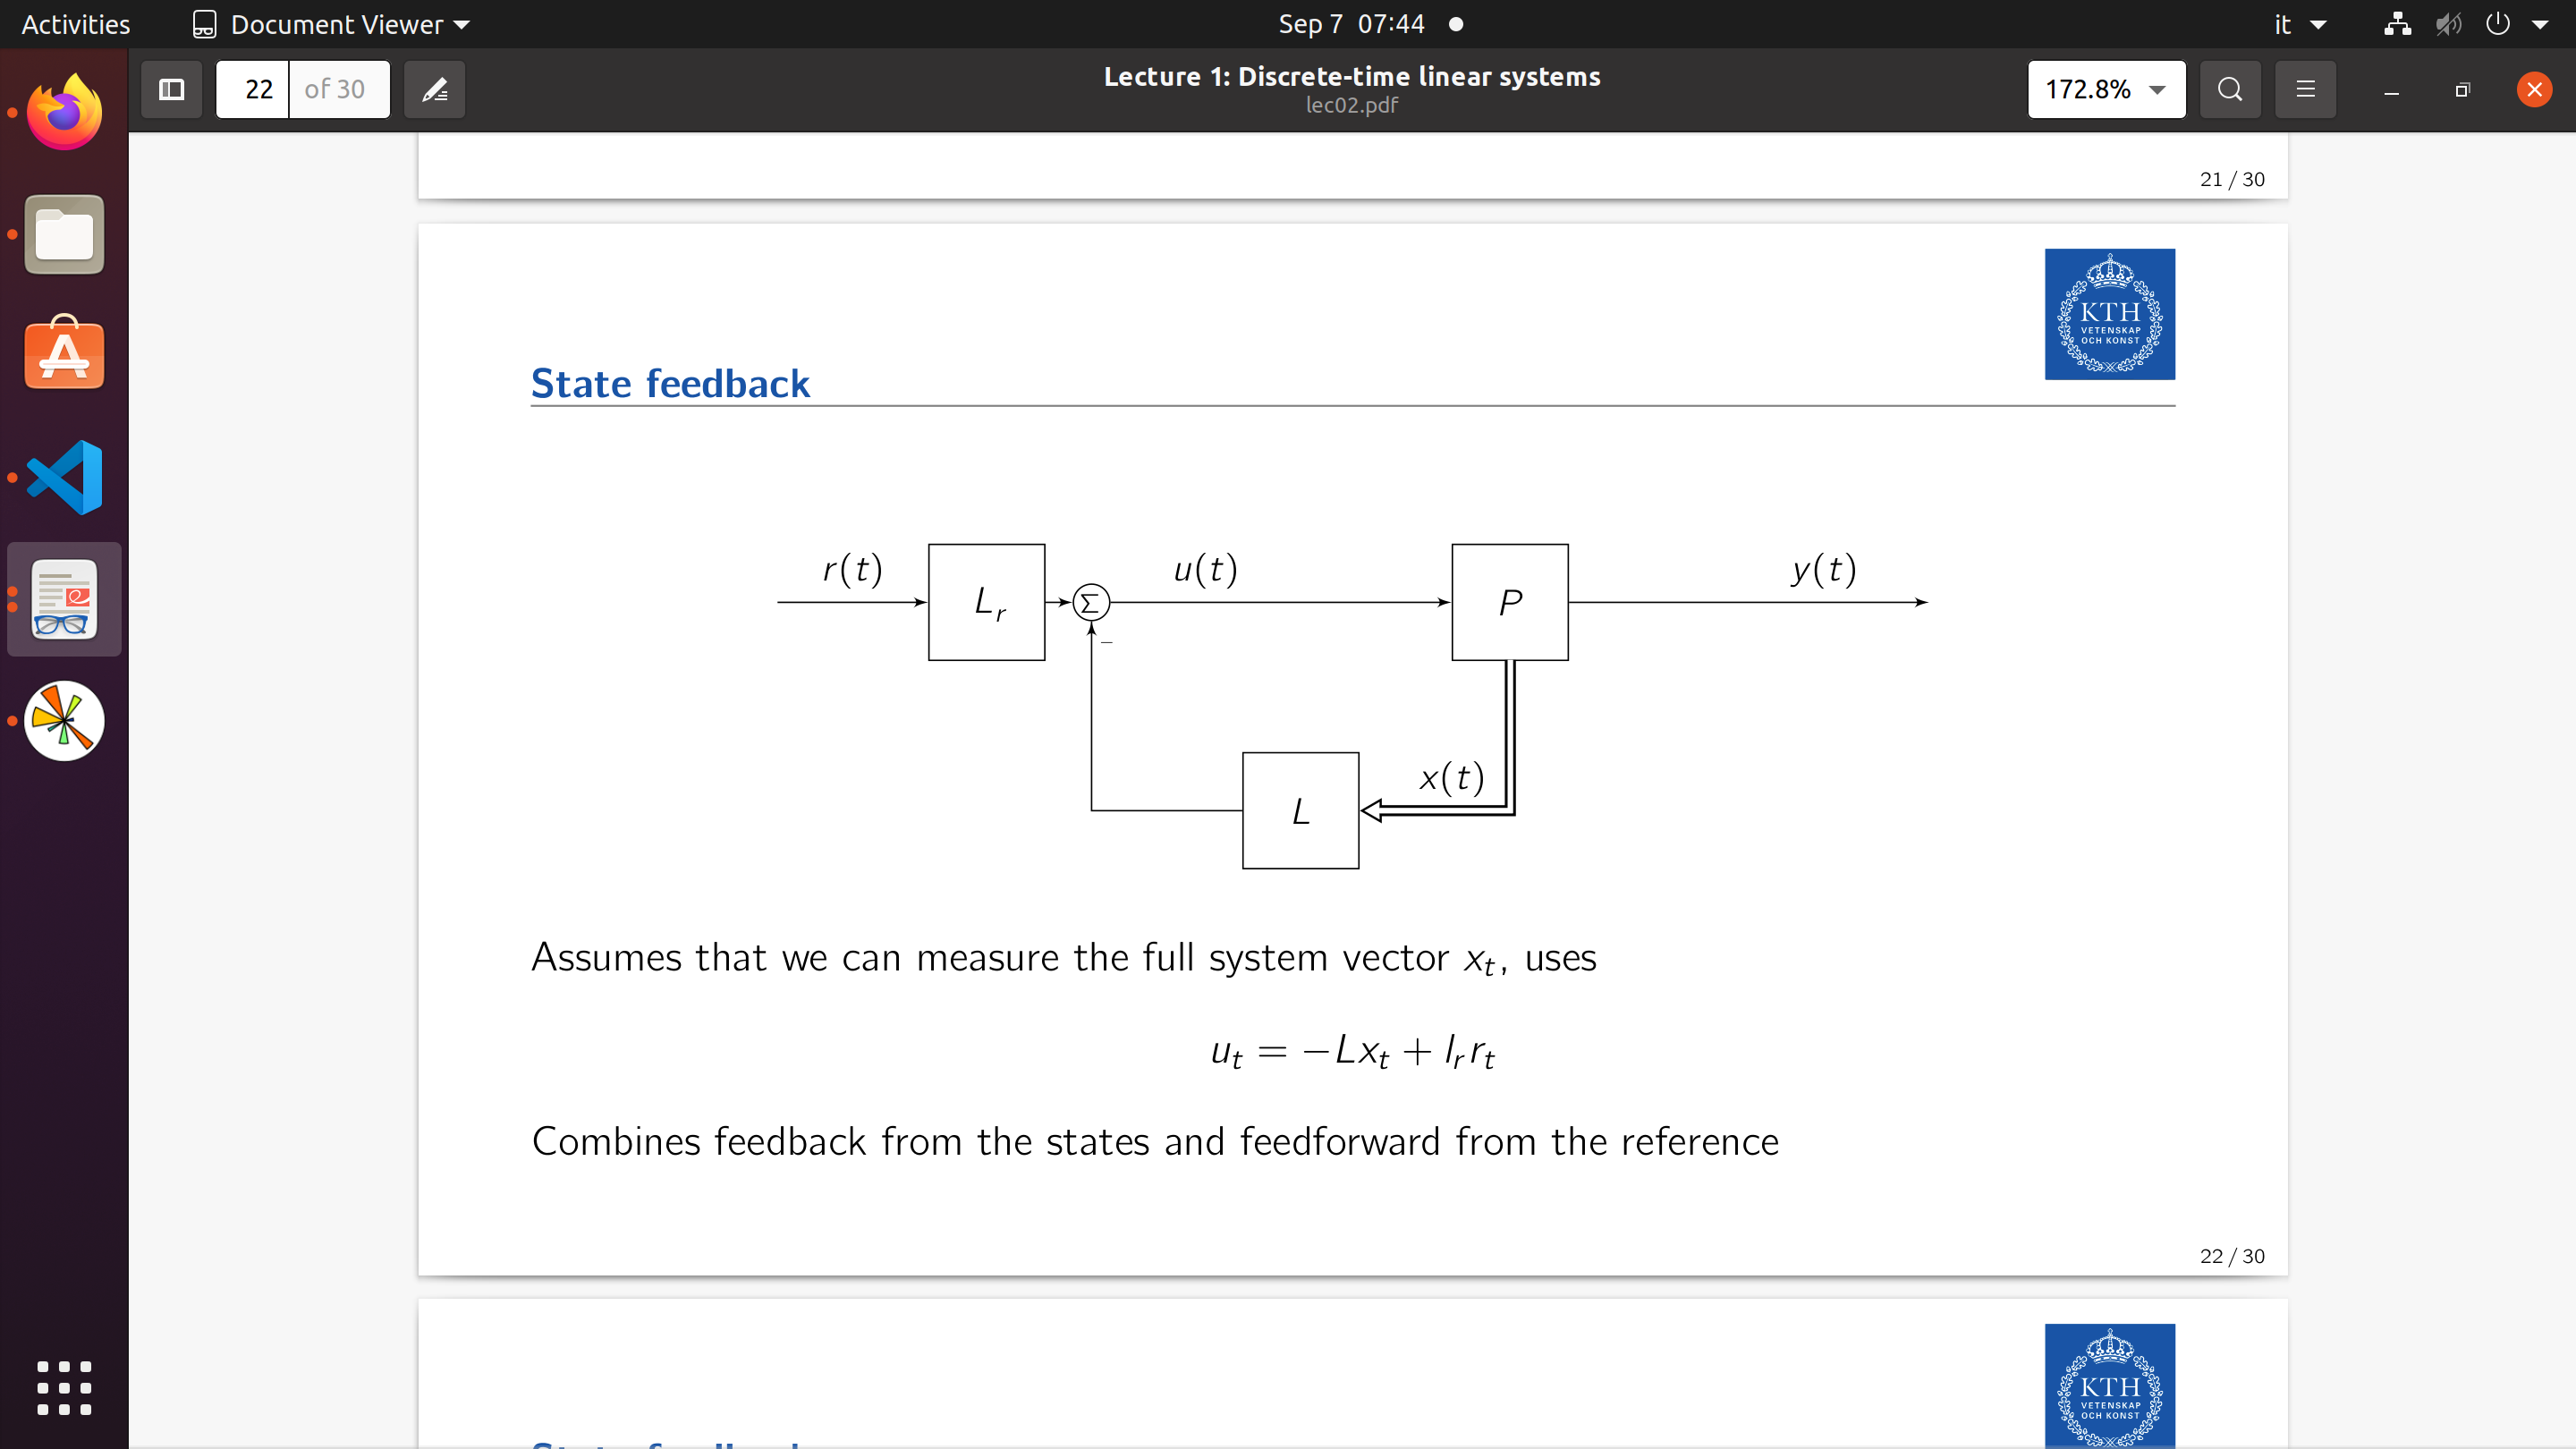 Activities
Document Viewer
Sep 7 07:44
it
22 of 30
Lecture 1: Discrete-time linear systems
lec02.pdf
172.8%
21 / 30
KTH
VETENSKAP
OCH KONST
State feedback
r(t)
L_r
Σ
u(t)
P
y(t)
−
x(t)
L
Assumes that we can measure the full system vector x_t, uses
u_t = −Lx_t + l_r r_t
Combines feedback from the states and feedforward from the reference
22 / 30
KTH
VETENSKAP
OCH KONST